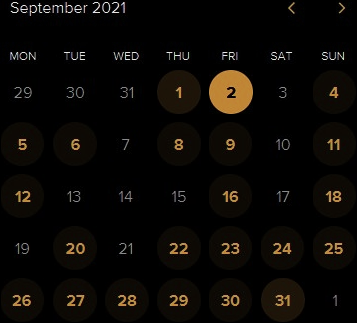 September 2021
MON TUE WED THU FRI SAT SUN
29 30 31 1 2 3 4
5 6 7 8 9 10 11
12 13 14 15 16 17 18
19 20 21 22 23 24 25
26 27 28 29 30 31 1